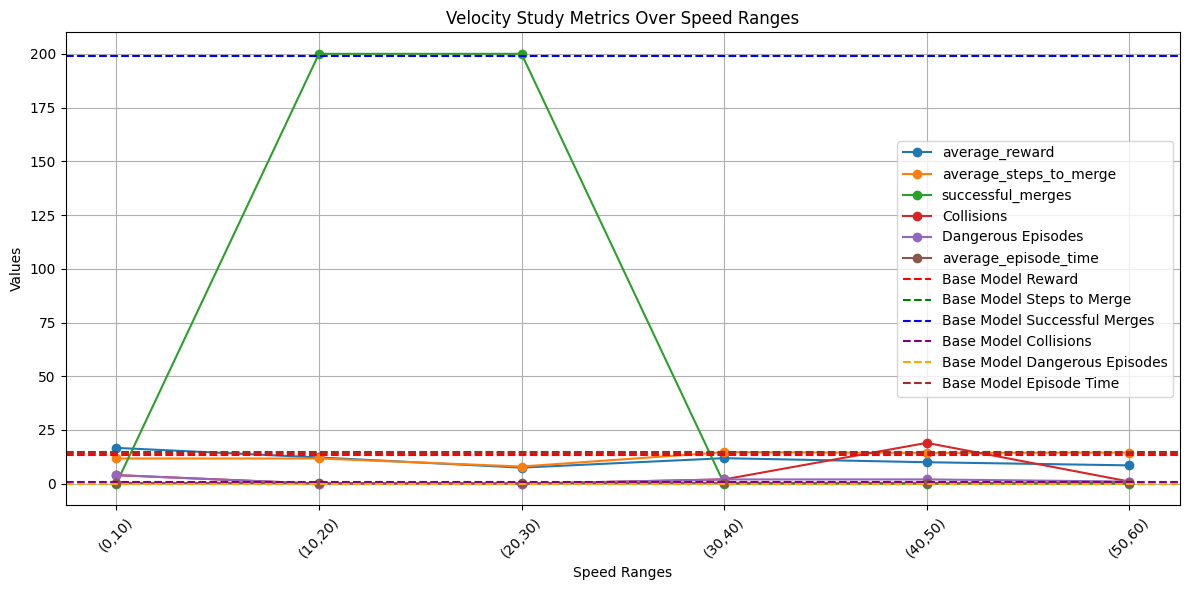 Velocity Study Metrics Over Speed Ranges
Values
200
175
150
125
100
75
50
25
0
average_reward
average_steps_to_merge
successful_merges
Collisions
Dangerous Episodes
average_episode_time
Base Model Reward
Base Model Steps to Merge
Base Model Successful Merges
Base Model Collisions
Base Model Dangerous Episodes
Base Model Episode Time
(0,10)
(10,20)
(20,30)
(30,40)
(40,50)
(50,60)
Speed Ranges